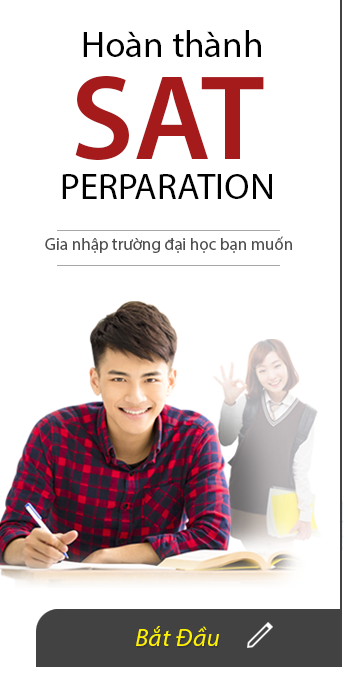 Hoàn thành
SAT
PERPARATION
Gia nhập trường đại học bạn muốn
Bắt Đầu